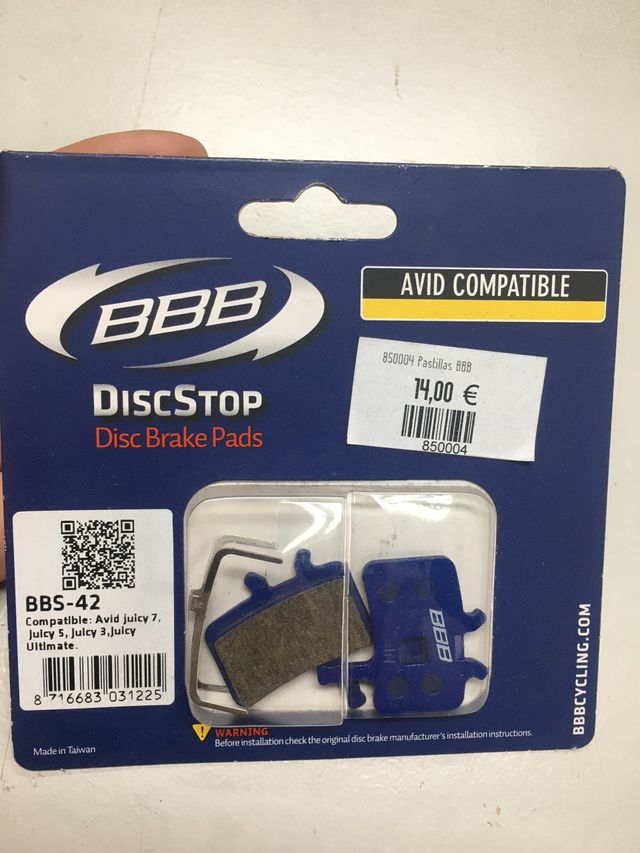 BBB
AVID COMPATIBLE
850004 Pastillas BBB
14,00 €
850004
DISCSTOP
Disc Brake Pads
BBS-42
Compatible: Avid juicy 7,
juicy 5, Juicy 3,Juicy
Ultimate.
8 716683 031225
BBB
IN
WARNING
Before installation check the original disc brake manufacturer's installation instructions.
Made in Taiwan
BBBCYCLING.COM